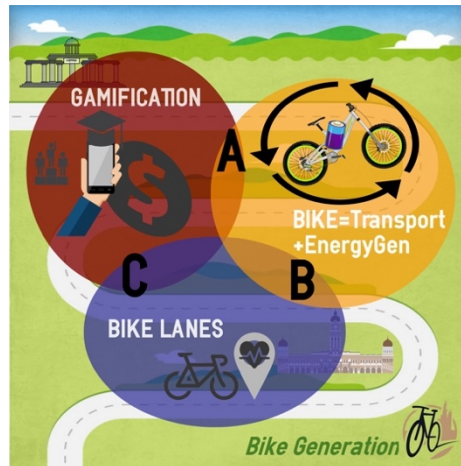 GAMIFICATION
A
$
BIKE=Transport
+EnergyGen
C
B
BIKE LANES
Bike Generation